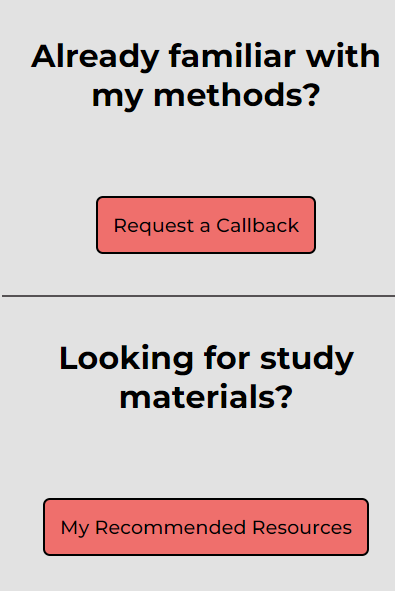 Already familiar with
my methods?
Request a Callback
Looking for study
materials?
My Recommended Resources